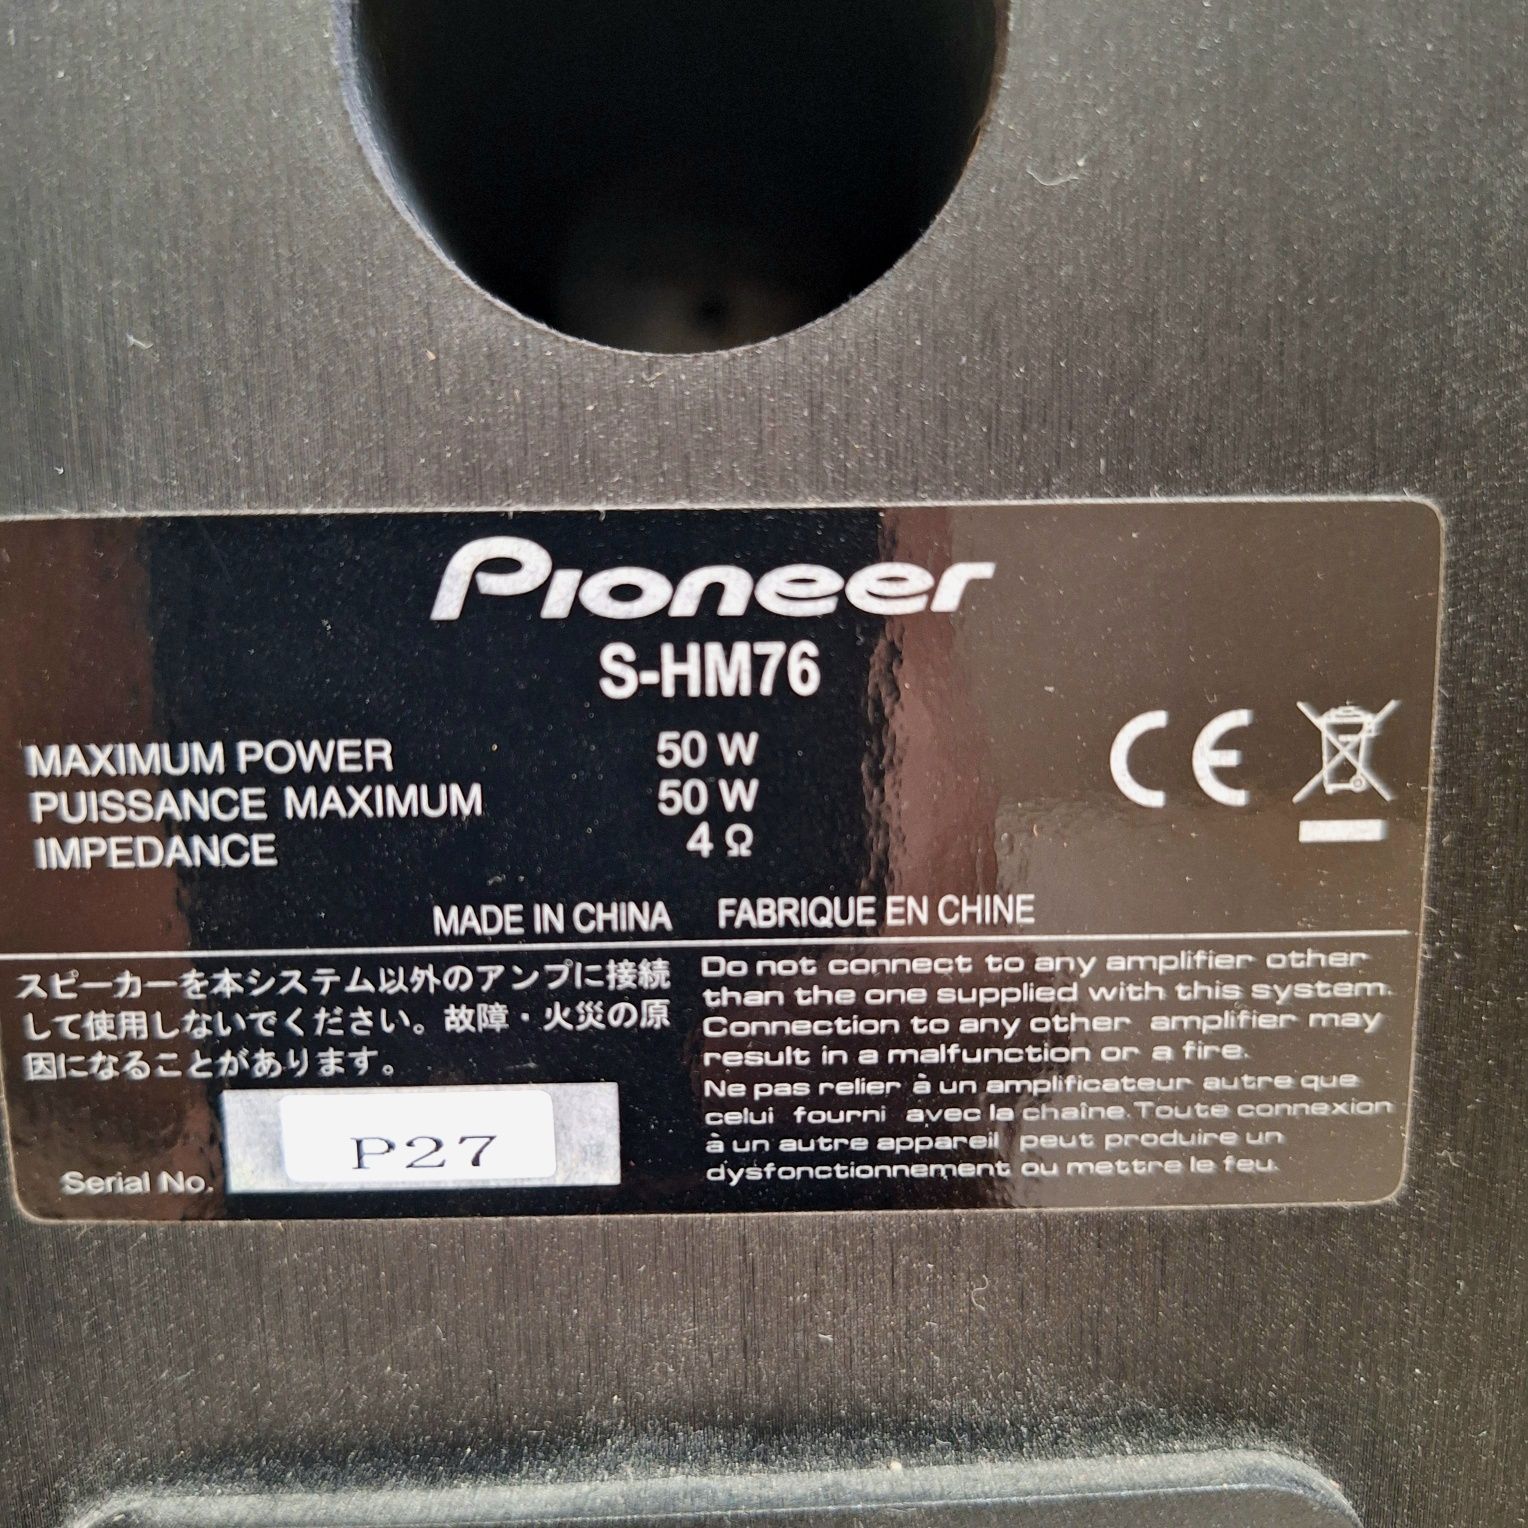 Pioneer
S-HM76
MAXIMUM POWER 50 W
PUISSANCE MAXIMUM 50 W
IMPEDANCE 4 Ω
CE
MADE IN CHINA FABRIQUE EN CHINE
スピーカーを本システム以外のアンプに接続
して使用しないでください。故障・火災の原
因になることがあります。
Serial No. P27
Do not connect to any amplifier other
than the one supplied with this system.
Connection to any other amplifier may
result in a malfunction or a fire.
Ne pas relier à un amplificateur autre que
celui fourni avec la chaîne. Toute connexion
à un autre appareil peut produire un
dysfonctionnement ou mettre le feu.